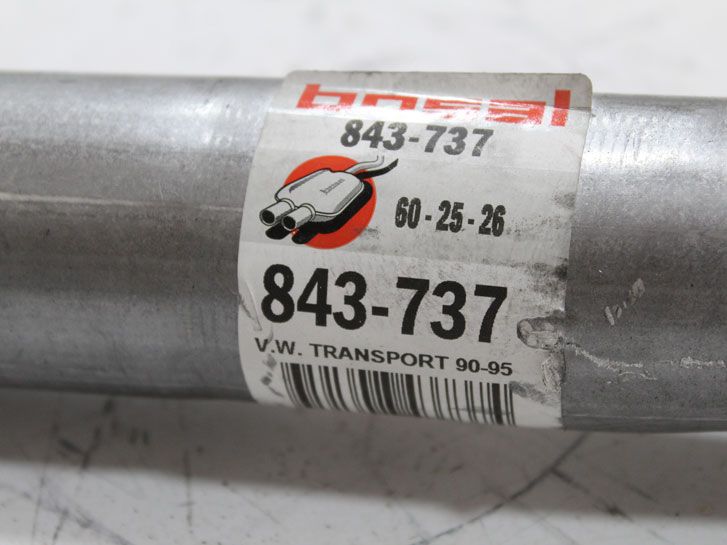 bosal
843-737
60-25-26
843-737
V.W. TRANSPORT 90-95